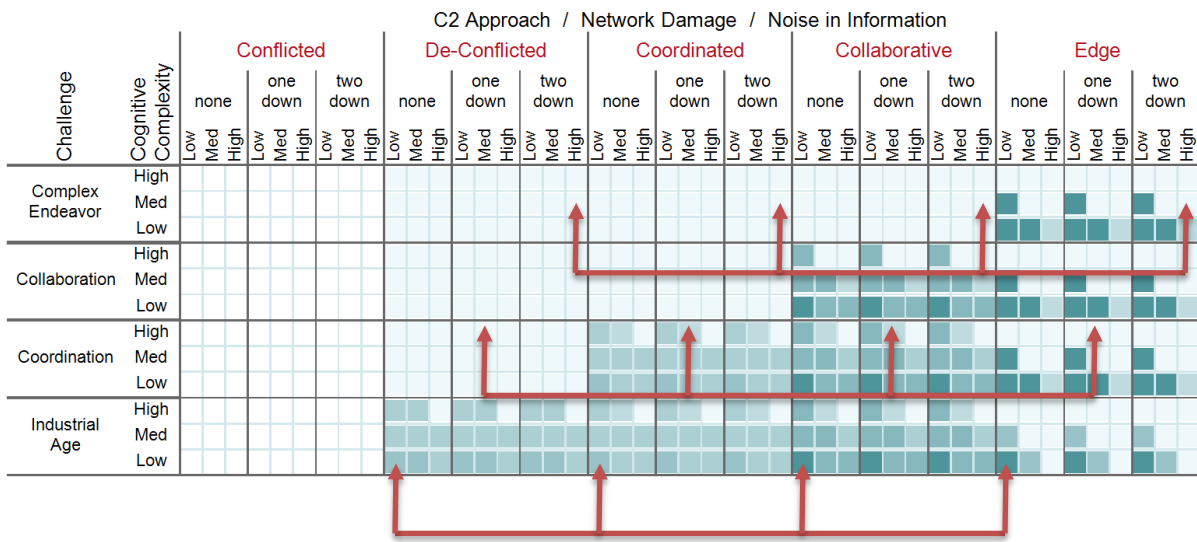 C2 Approach / Network Damage / Noise in Information
Conflicted De-Conflicted Coordinated Collaborative Edge
Challenge Cognitive Complexity
none one down two down none one down two down none one down two down none one down two down none one down two down
Low Med High Low Med High Low Med High Low Med High Low Med High Low Med High Low Med High Low Med High Low Med High Low Med High Low Med High Low Med High Low Med High Low Med High Low Med High
Complex Endeavor
High
Med
Low
Collaboration
High
Med
Low
Coordination
High
Med
Low
Industrial Age
High
Med
Low